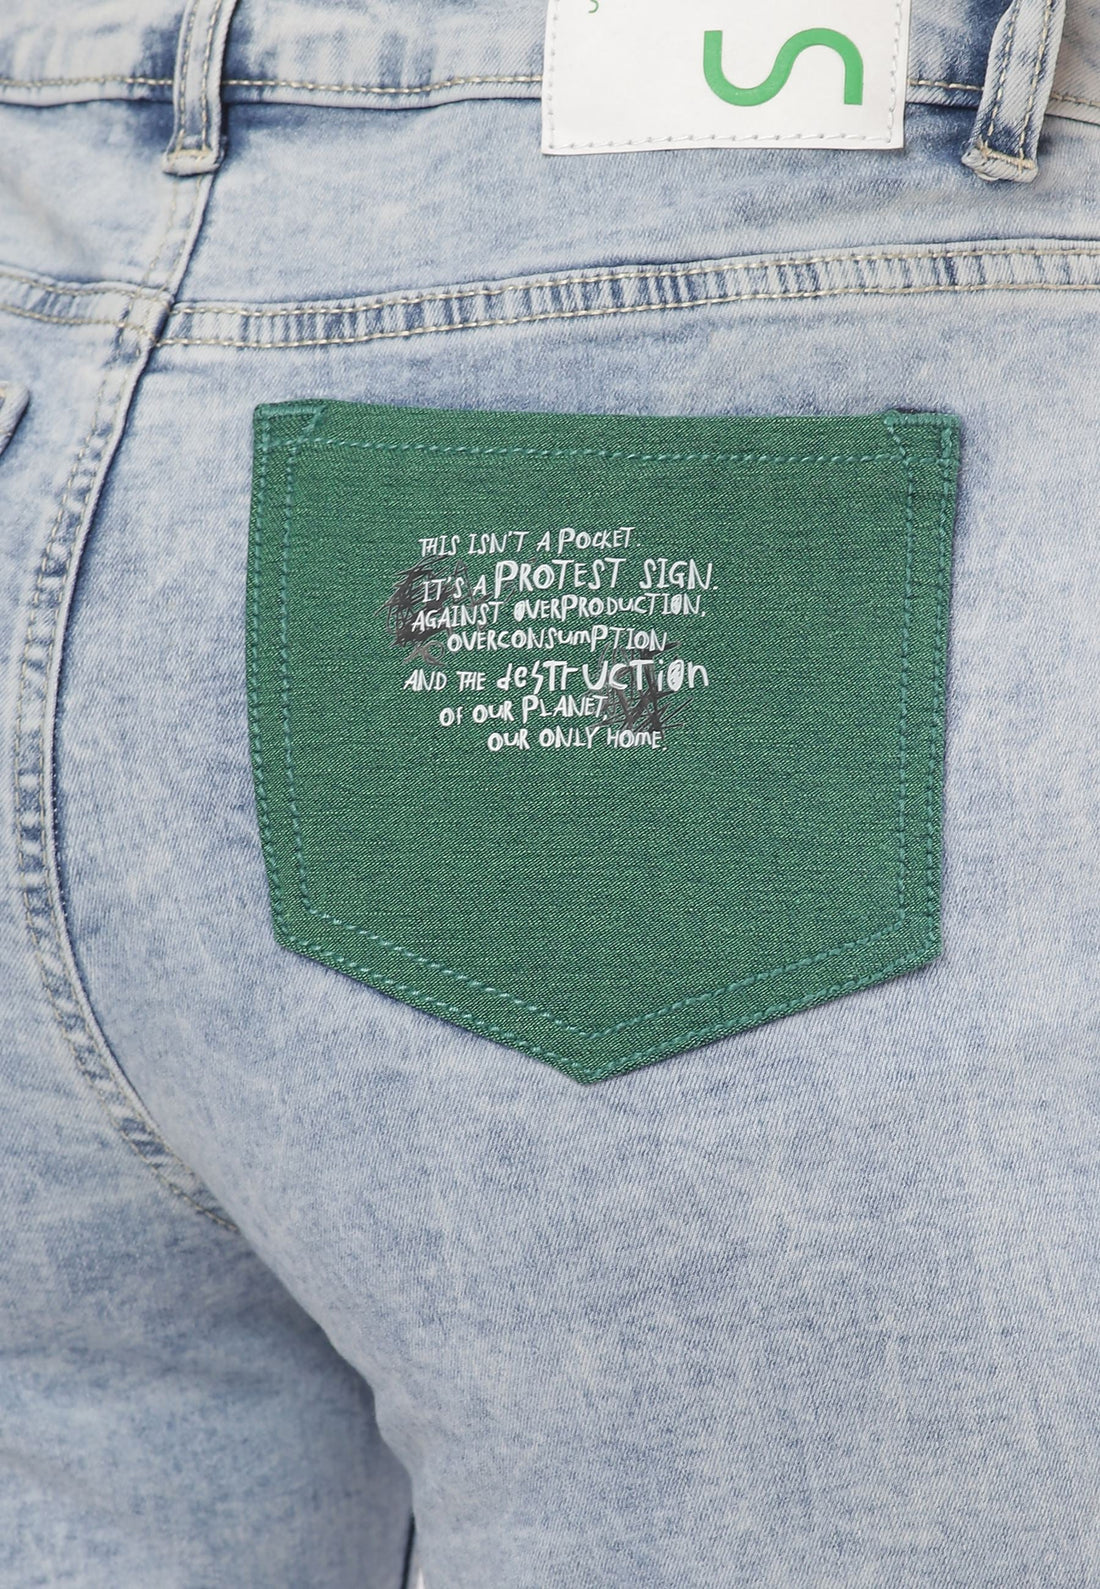 THIS ISN'T A POCKET.
IT'S A PROTEST SIGN.
AGAINST OVERPRODUCTION,
OVERCONSUMPTION
AND THE deSTrUCTiON
OF OUR PLANET,
OUR ONLY HOME.